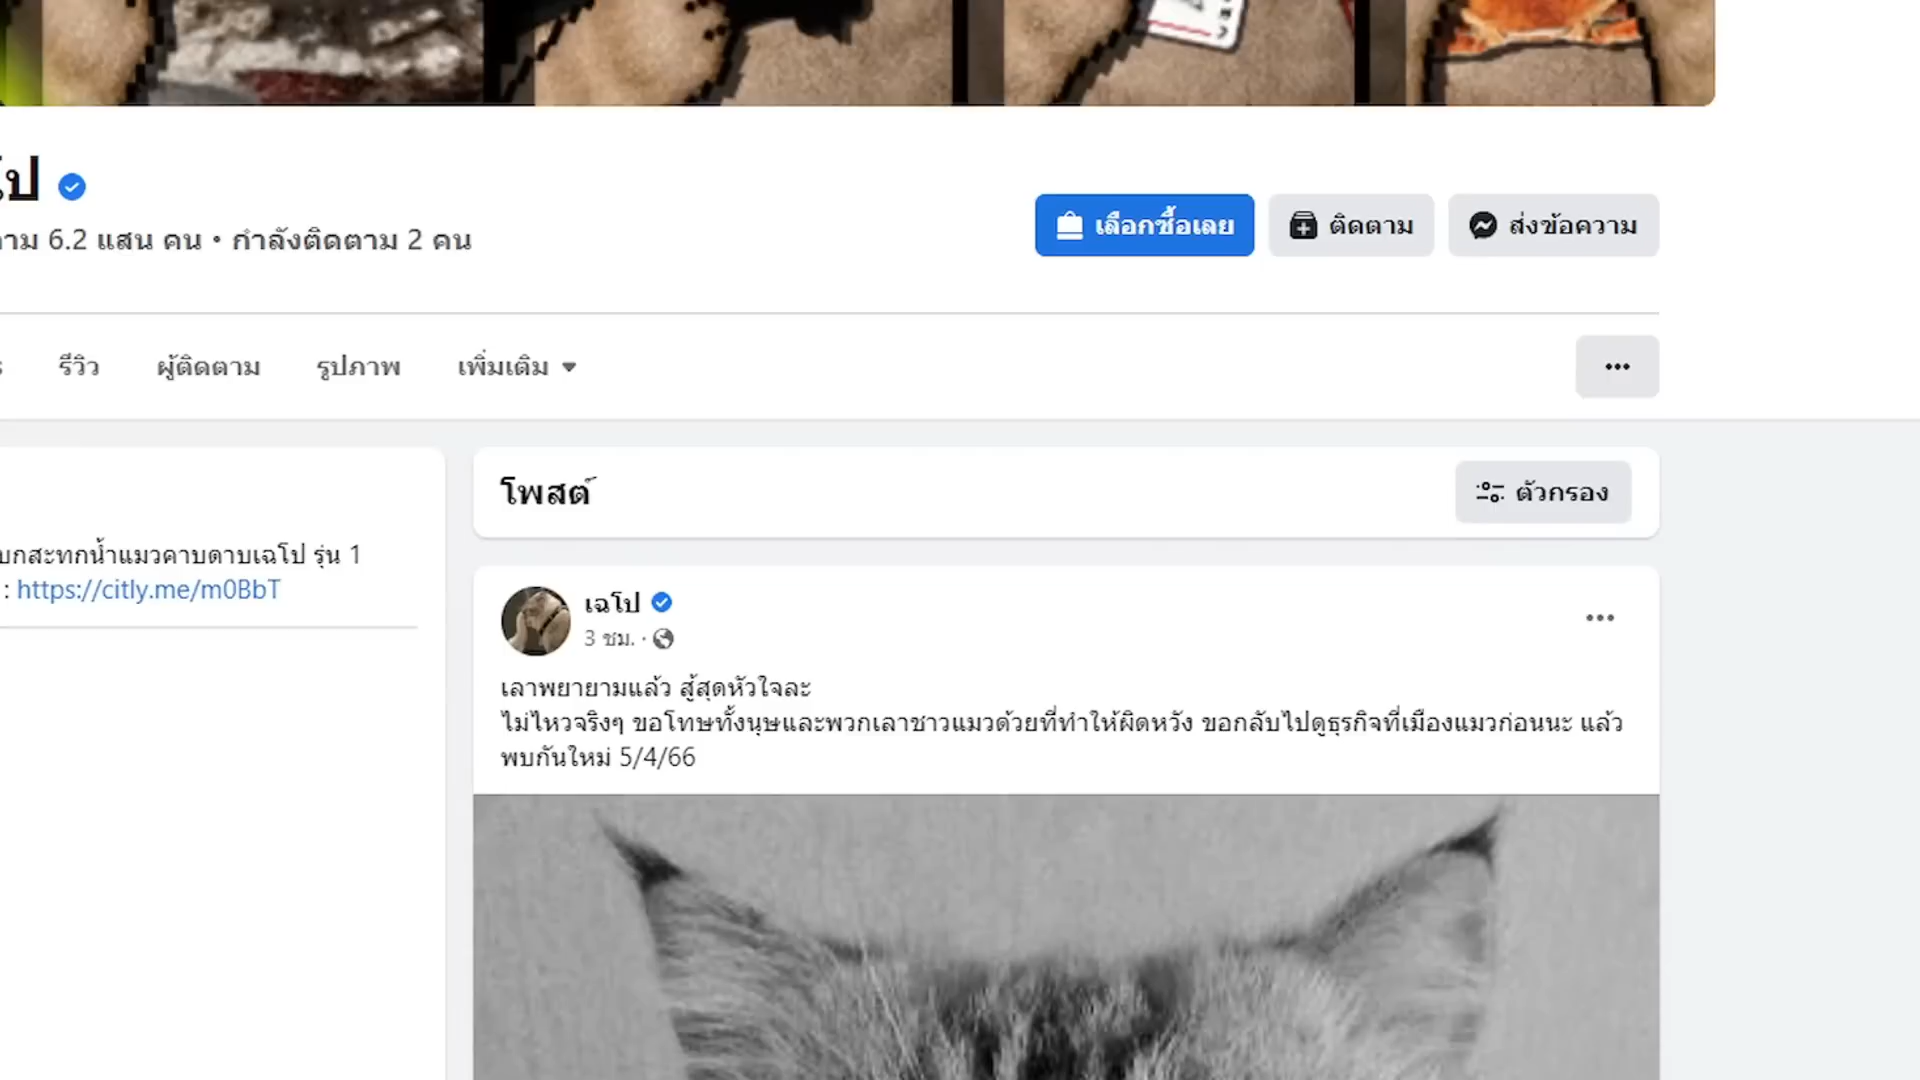 โป
ตาม 6.2 แสน คน • กำลังติดตาม 2 คน
เลือกซื้อเลย
ติดตาม
ส่งข้อความ
รีวิว ผู้ติดตาม รูปภาพ เพิ่มเติม
โพสต์
ตัวกรอง
บกสะทกน้ำแมวคาบดาบเฉโป รุ่น 1
: https://citly.me/m0BbT
เฉโป
3 ชม.
เลาพยายามแล้ว สู้สุดหัวใจละ
ไม่ไหวจริงๆ ขอโทษทั้งนุษและพวกเลาชาวแมวด้วยที่ทำให้ผิดหวัง ขอกลับไปดูธุรกิจที่เมืองแมวก่อนนะ แล้ว
พบกันใหม่ 5/4/66